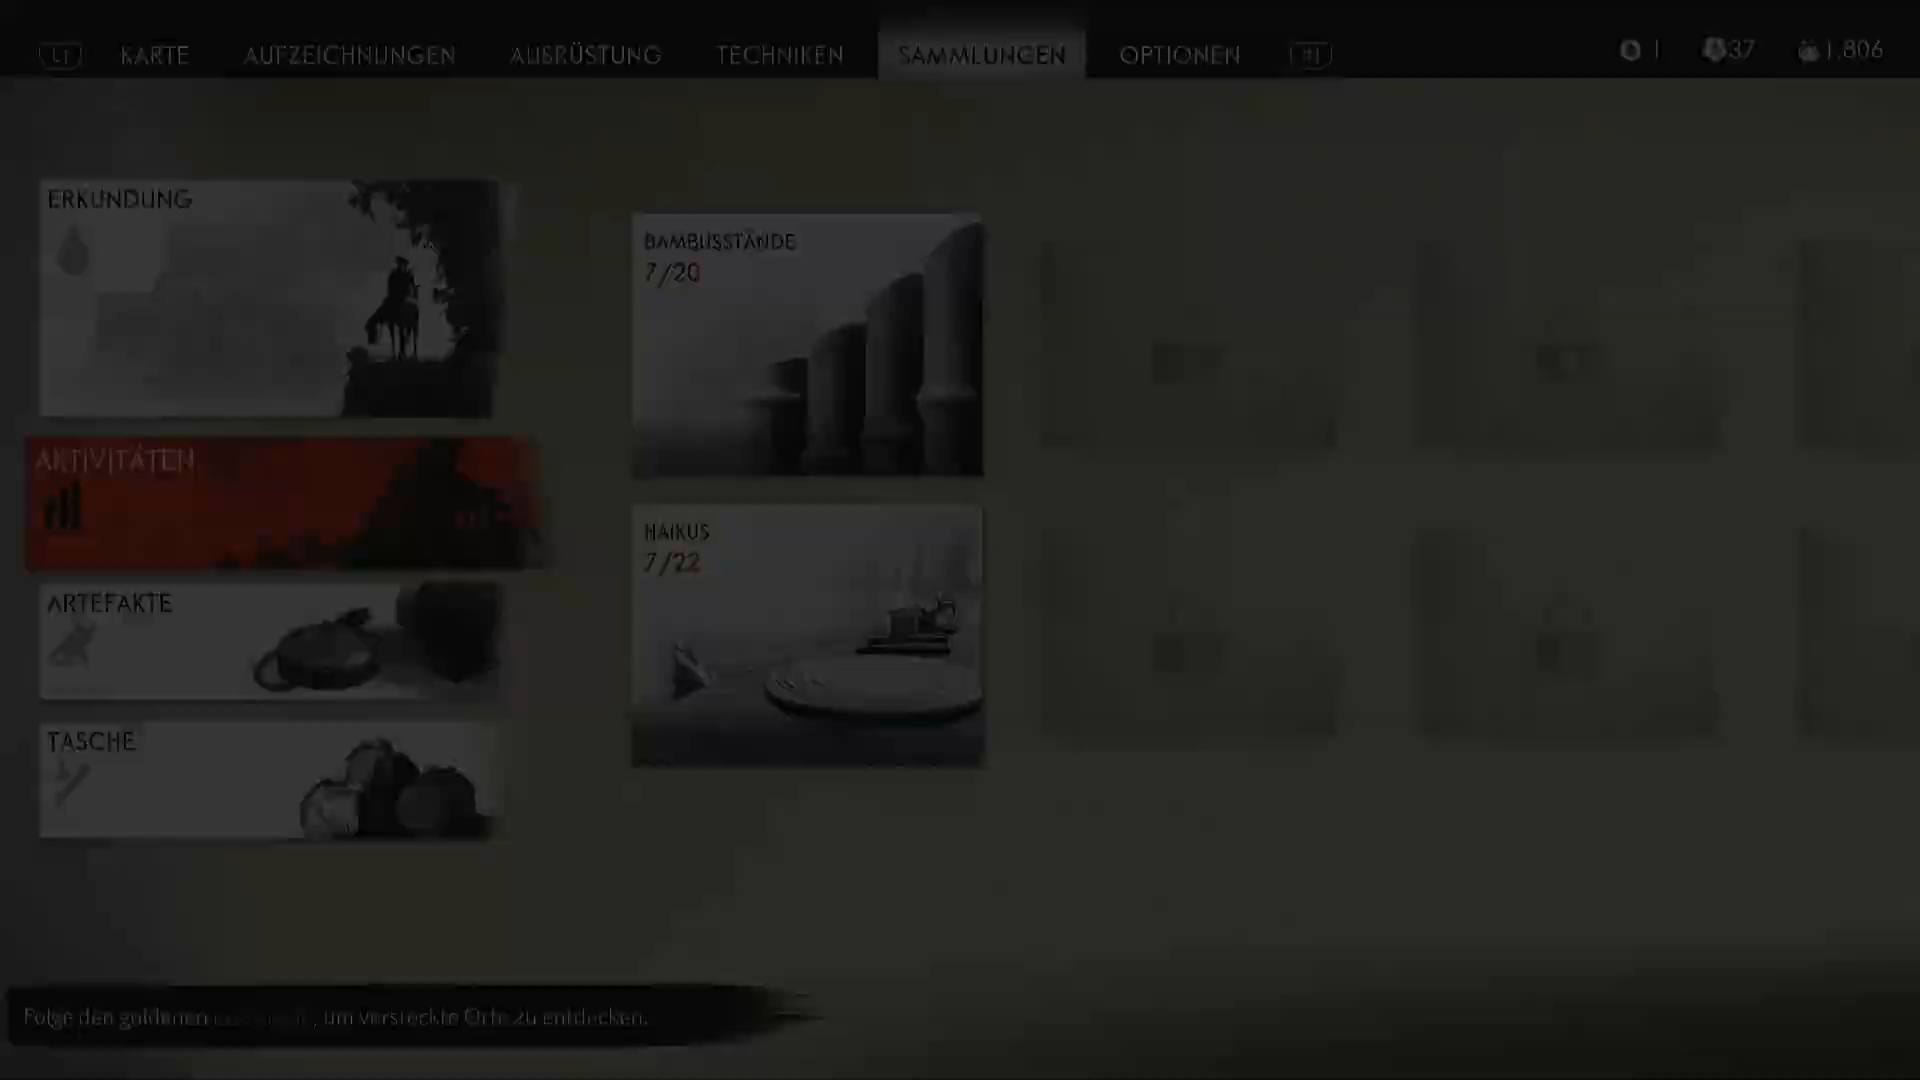 L1 KARTE AUFZEICHNUNGEN AUSRÜSTUNG TECHNIKEN SAMMLUNGEN OPTIONEN R1 1 37 1,806
ERKUNDUNG
BAMBUSSTÄNDE
7/20
AKTIVITÄTEN
HAIKUS
7/22
ARTEFAKTE
TASCHE
Folge den goldenen , um versteckte Orte zu entdecken.